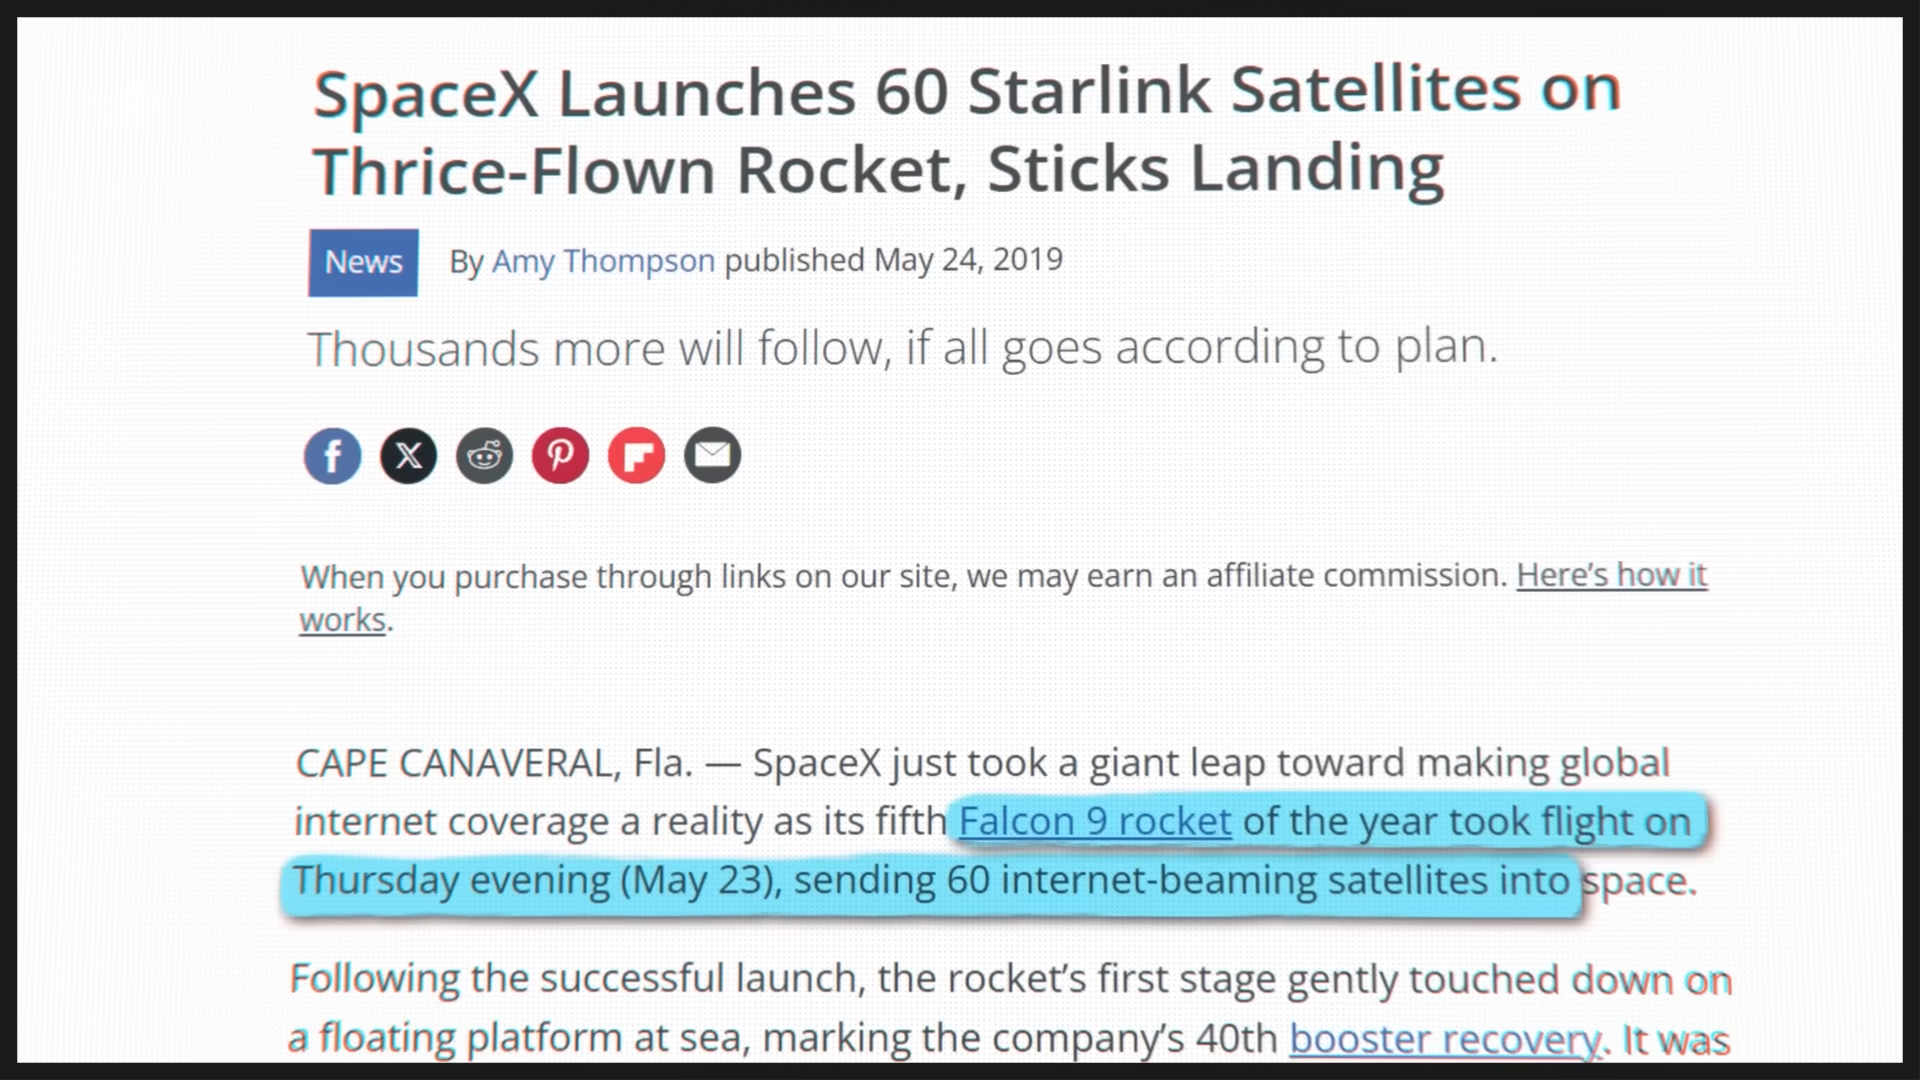 SpaceX Launches 60 Starlink Satellites on
Thrice-Flown Rocket, Sticks Landing
News By Amy Thompson published May 24, 2019
Thousands more will follow, if all goes according to plan.
When you purchase through links on our site, we may earn an affiliate commission. Here’s how it
works.
CAPE CANAVERAL, Fla. — SpaceX just took a giant leap toward making global
internet coverage a reality as its fifth Falcon 9 rocket of the year took flight on
Thursday evening (May 23), sending 60 internet-beaming satellites into space.
Following the successful launch, the rocket’s first stage gently touched down on
a floating platform at sea, marking the company’s 40th booster recovery. It was